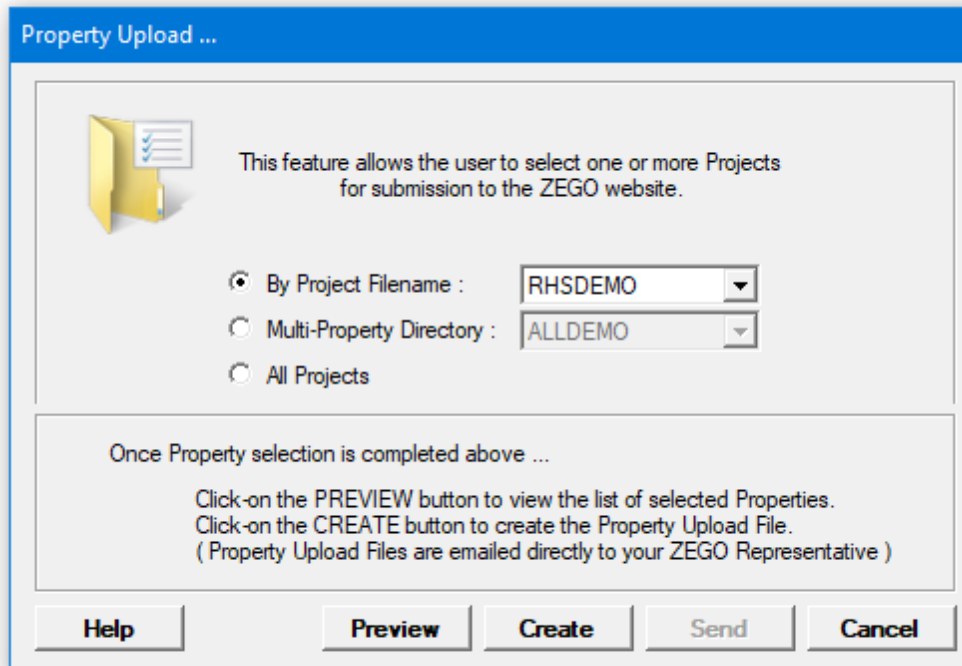 Property Upload ...
This feature allows the user to select one or more Projects
for submission to the ZEGO website.
By Project Filename : RHSDEMO
Multi-Property Directory : ALLDEMO
All Projects
Once Property selection is completed above ...
Click-on the PREVIEW button to view the list of selected Properties.
Click-on the CREATE button to create the Property Upload File.
( Property Upload Files are emailed directly to your ZEGO Representative )
Help Preview Create Send Cancel